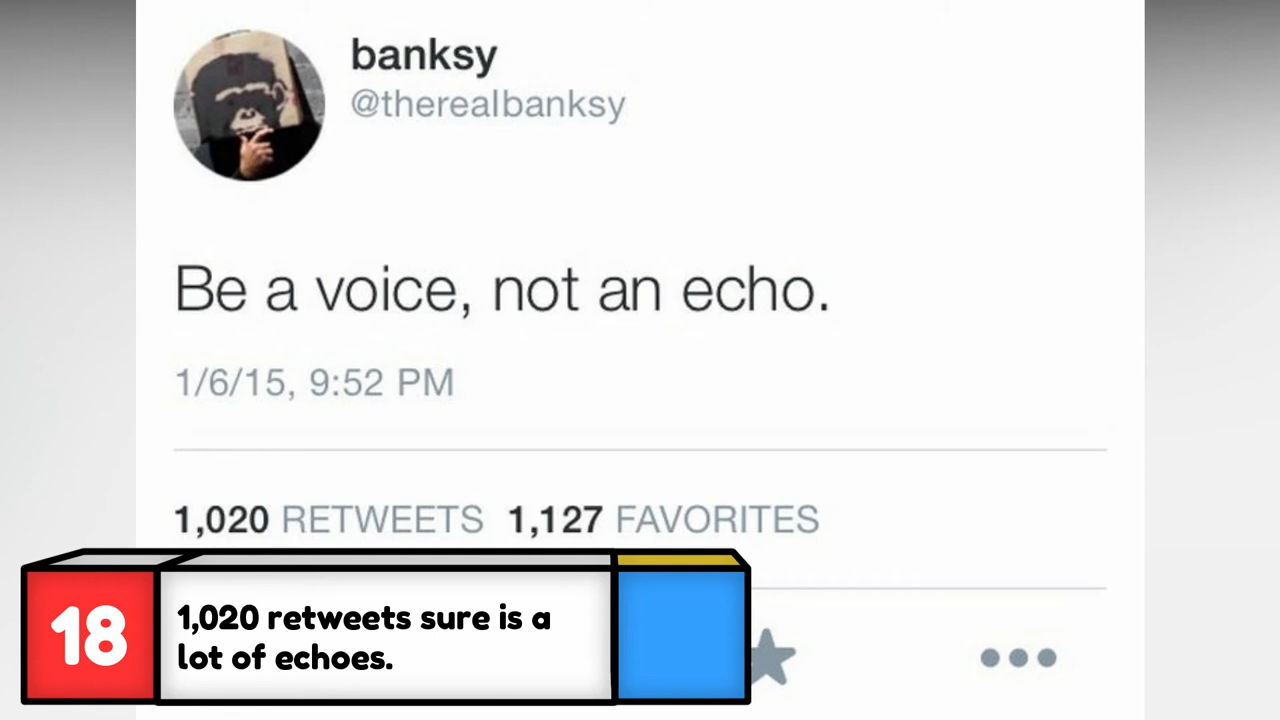 banksy
@therealbanksy
Be a voice, not an echo.
1/6/15, 9:52 PM
1,020 RETWEETS 1,127 FAVORITES
18
1,020 retweets sure is a
lot of echoes.